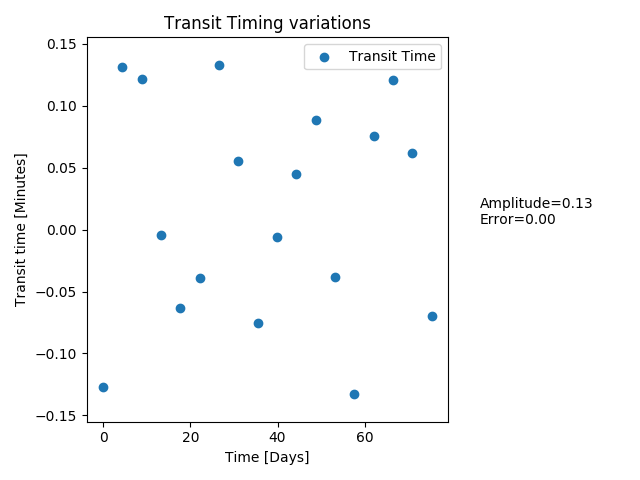 Transit Timing variations
Transit Time
0.15
0.10
0.05
0.00
−0.05
−0.10
−0.15
Transit time [Minutes]
0
20
40
60
Time [Days]
Amplitude=0.13
Error=0.00